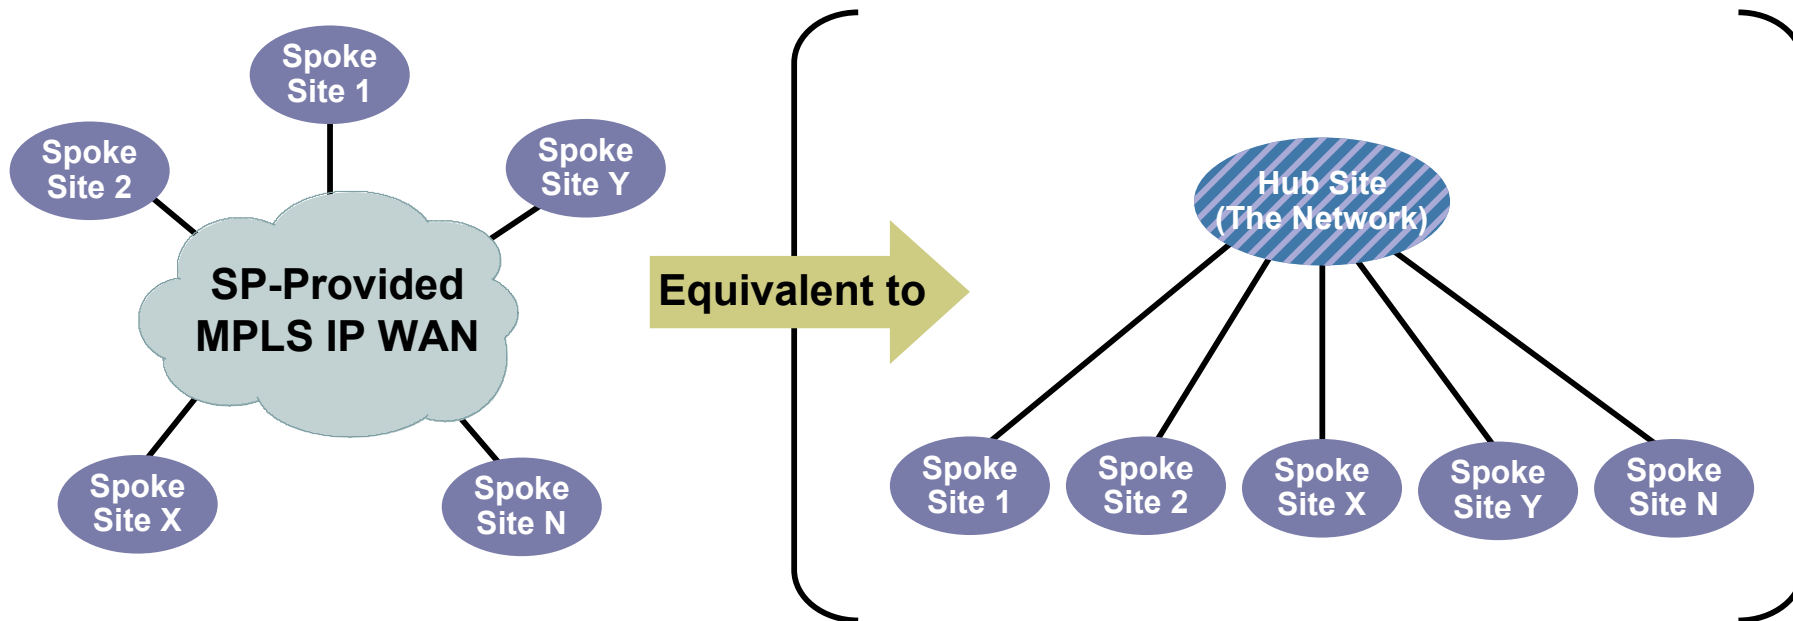 Spoke
Site 1
Spoke
Site 2
Spoke
Site Y
SP-Provided
MPLS IP WAN
Spoke
Site X
Spoke
Site N
Equivalent to
Hub Site
(The Network)
Spoke
Site 1
Spoke
Site 2
Spoke
Site X
Spoke
Site Y
Spoke
Site N